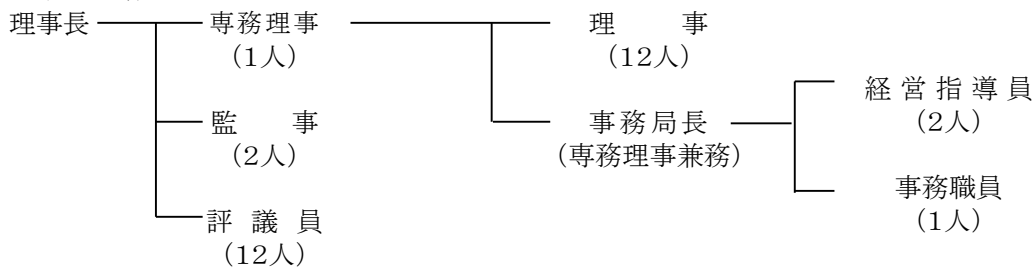 理事長
専務理事
(1人)
理 事
(12人)
監 事
(2人)
事務局長
(専務理事兼務)
経営指導員
(2人)
評議員
(12人)
事務職員
(1人)